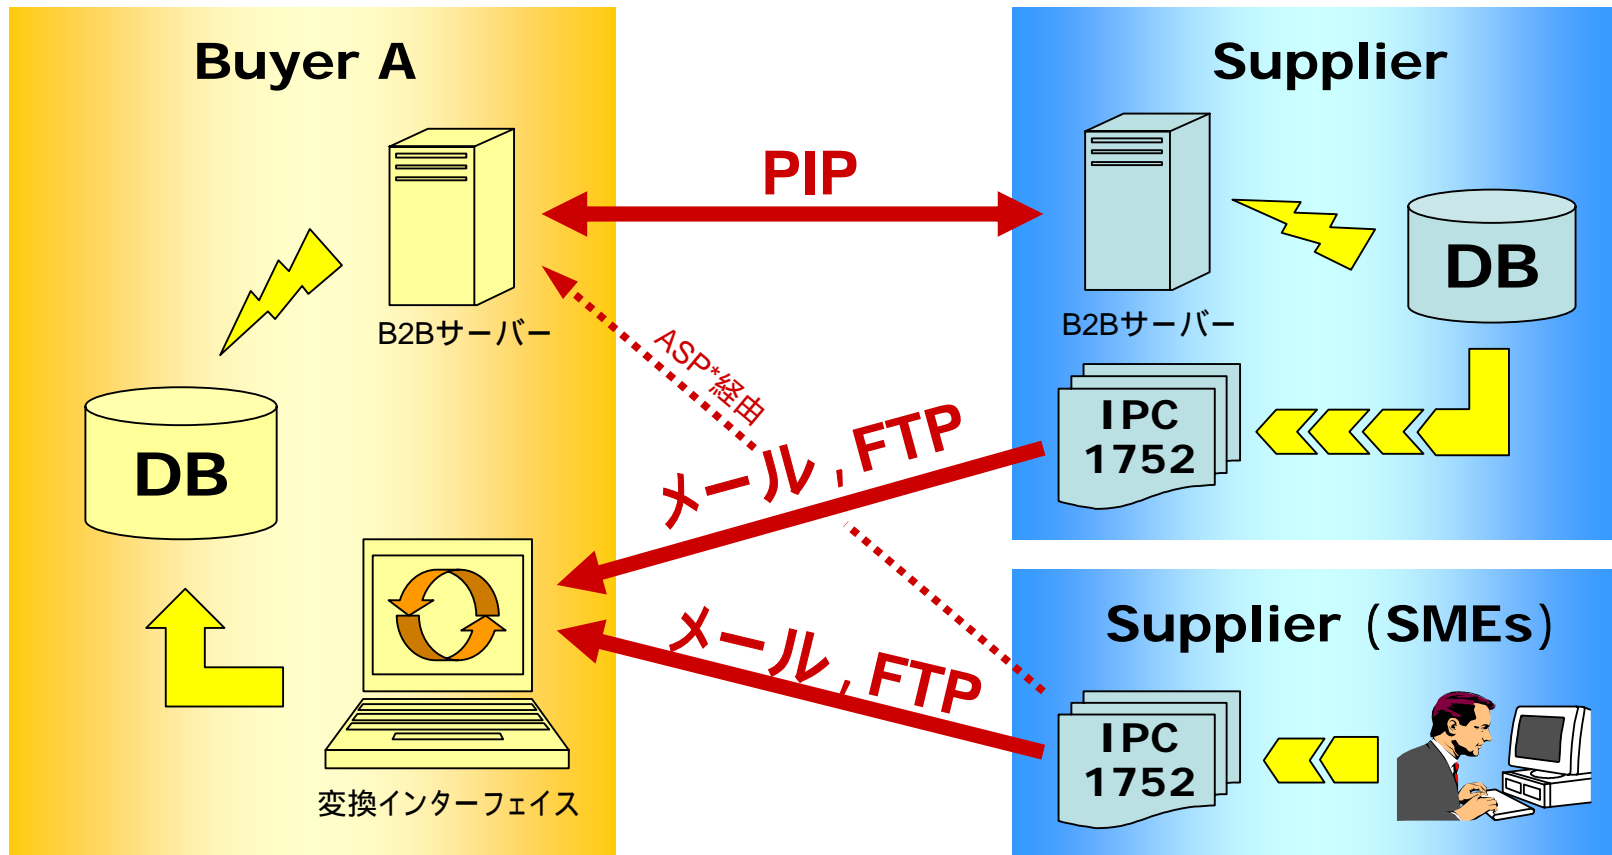 Buyer A
Supplier
PIP
DB
B2Bサーバー
B2Bサーバー
ASP*経由
メール , FTP
IPC
1752
DB
メール , FTP
Supplier（SMEs）
IPC
1752
変換インターフェイス